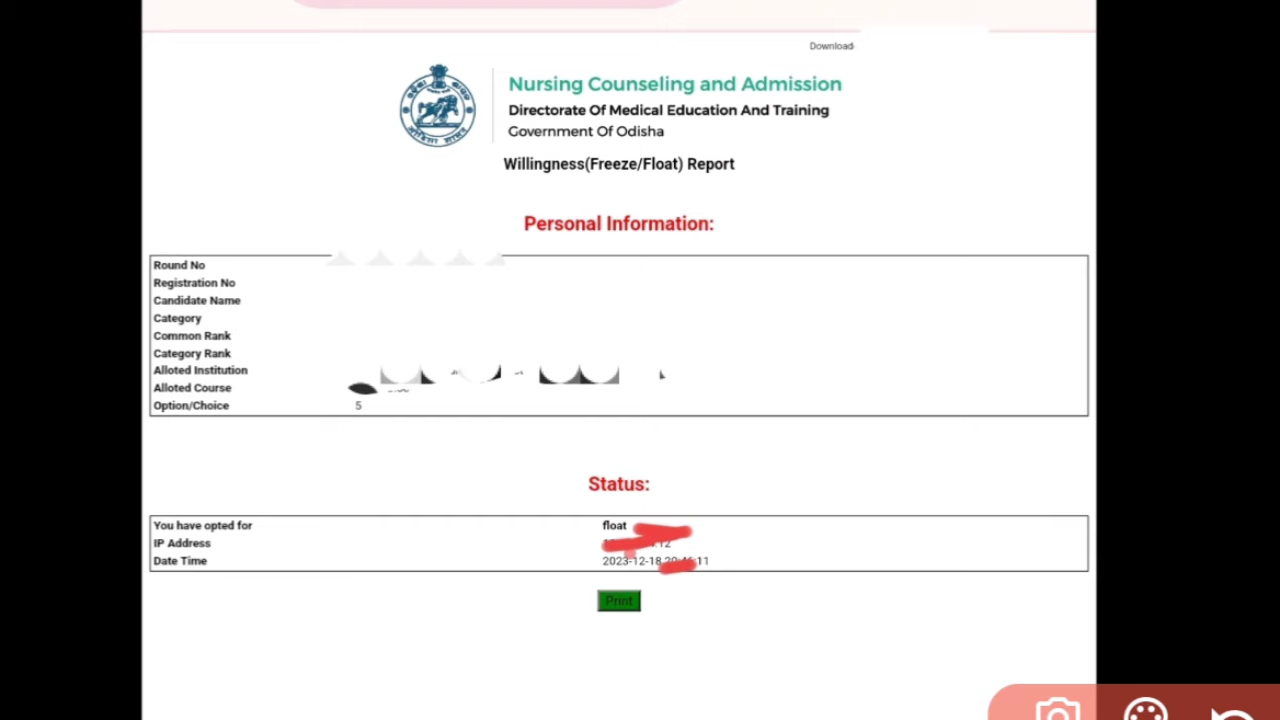 Download
Nursing Counseling and Admission
Directorate Of Medical Education And Training
Government Of Odisha
Willingness(Freeze/Float) Report
Personal Information:
Round No
Registration No
Candidate Name
Category
Common Rank
Category Rank
Alloted Institution
Alloted Course
Option/Choice 5
Status:
You have opted for float
IP Address
Date Time 2023-12-18
Print